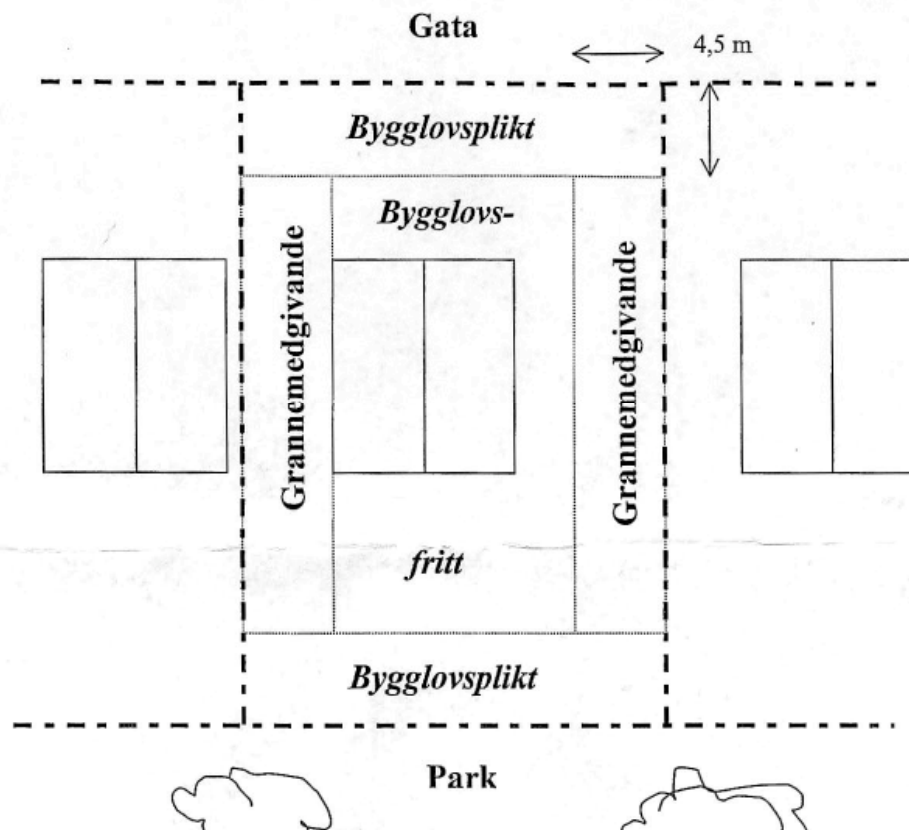 Gata
4,5 m
Bygglovsplikt
Bygglovs-
Grannemedgivande
Grannemedgivande
fritt
Bygglovsplikt
Park